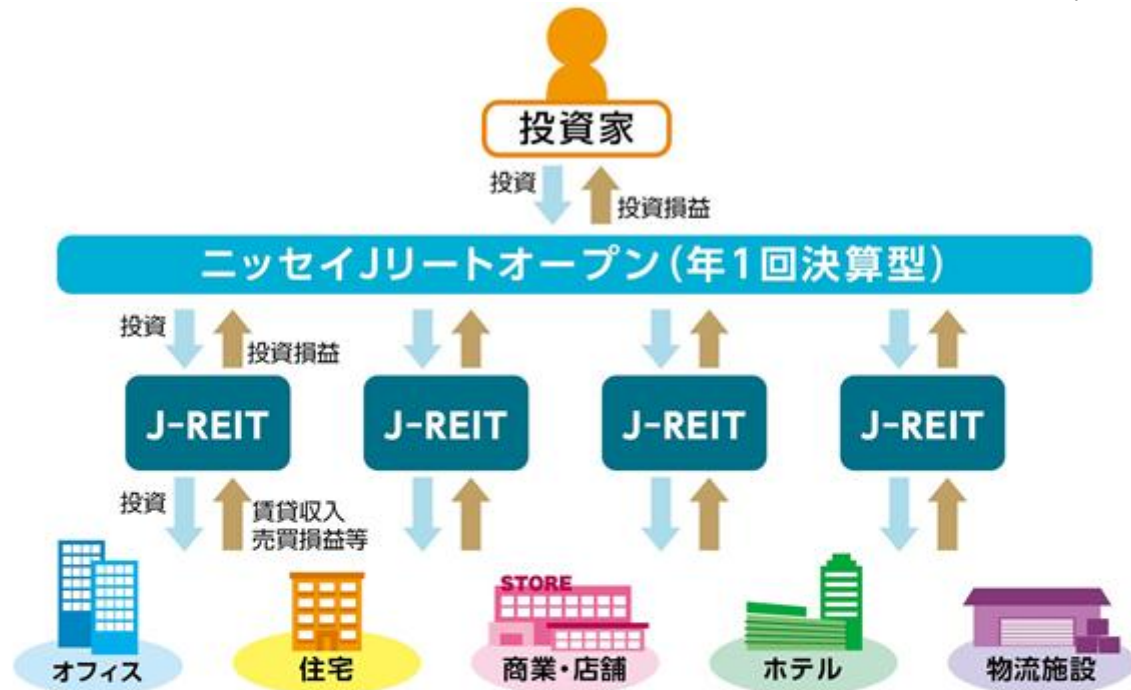 投資家
投資
投資損益
ニッセイJリートオープン(年1回決算型)
投資
投資損益
J-REIT
J-REIT
J-REIT
J-REIT
投資
賃貸収入
売買損益等
STORE
オフィス
住宅
商業・店舗
ホテル
物流施設